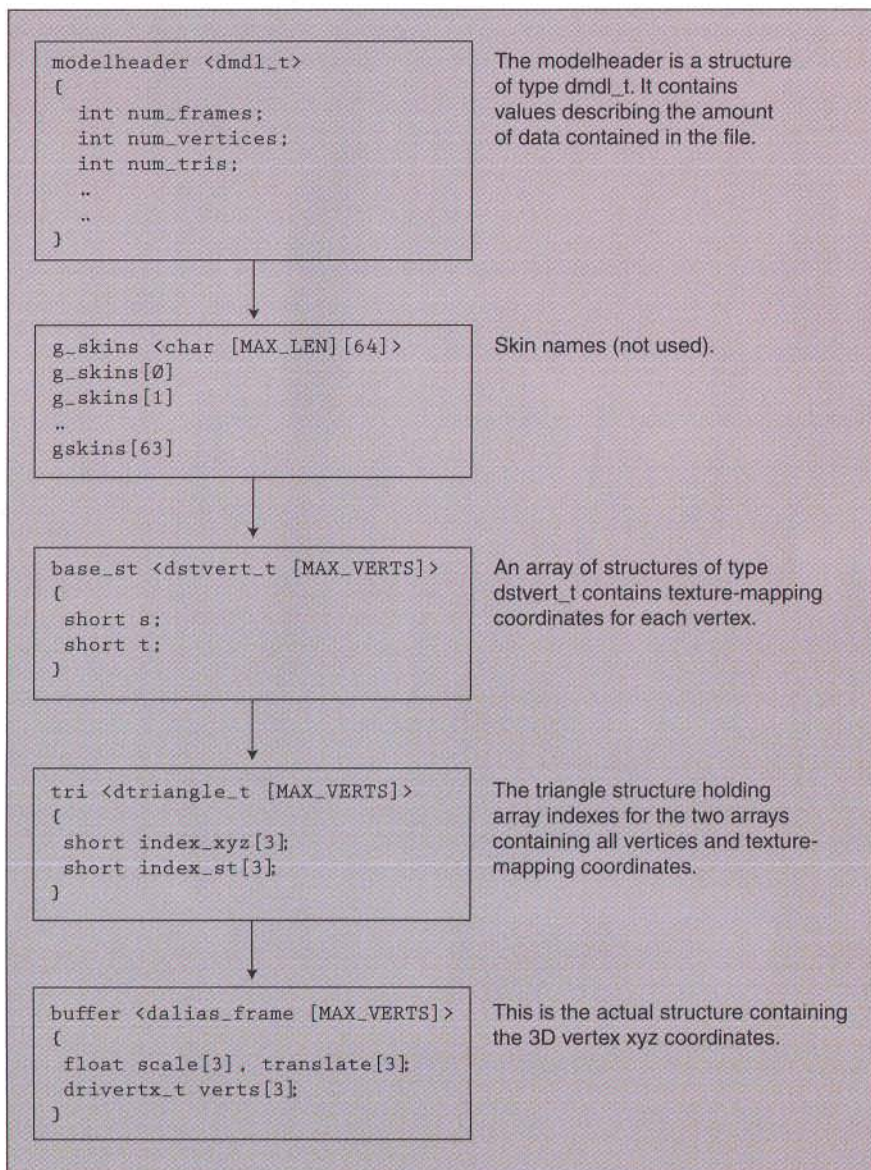 modelheader <dmdl_t>
{
int num_frames;
int num_vertices;
int num_tris;
..
..
}
The modelheader is a structure
of type dmdl_t. It contains
values describing the amount
of data contained in the file.
g_skins <char [MAX_LEN][64]>
g_skins[Ø]
g_skins[1]
..
gskins[63]
Skin names (not used).
base_st <dstvert_t [MAX_VERTS]>
{
short s;
short t;
}
An array of structures of type
dstvert_t contains texture-mapping
coordinates for each vertex.
tri <dtriangle_t [MAX_VERTS]>
{
short index_xyz[3];
short index_st[3];
}
The triangle structure holding
array indexes for the two arrays
containing all vertices and texture-
mapping coordinates.
buffer <dalias_frame [MAX_VERTS]>
{
float scale[3], translate[3];
drivertx_t verts[3];
}
This is the actual structure containing
the 3D vertex xyz coordinates.